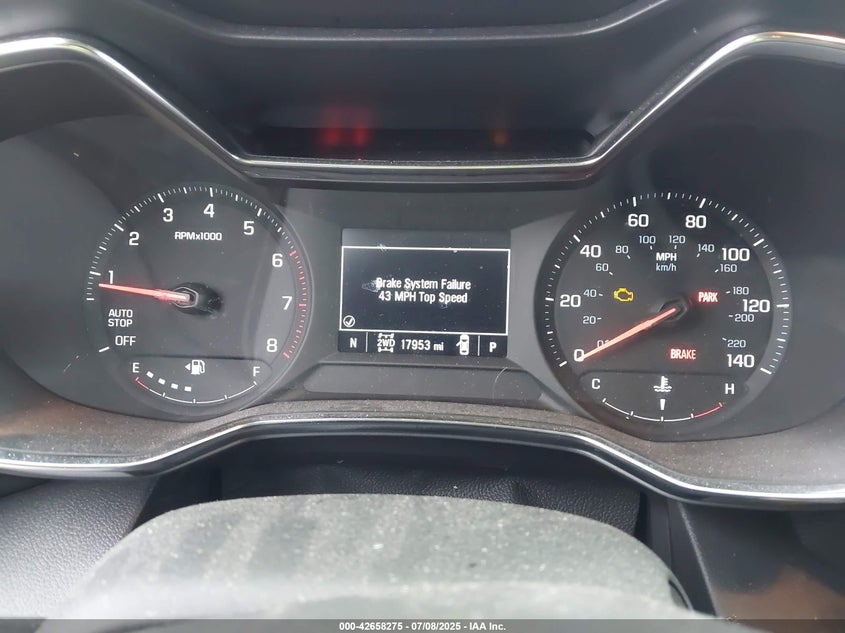 1 2 3 4 5 6 7 8
RPMx1000
AUTO
STOP
OFF
E F
Brake System Failure
43 MPH Top Speed
N 2WD 17953 mi P
0 20 40 60 80 100 120 140
MPH
km/h
20 40 60 80 100 120 140 160 180 200 220
PARK
BRAKE
C H
000-42658275 - 07/08/2025 - IAA Inc.